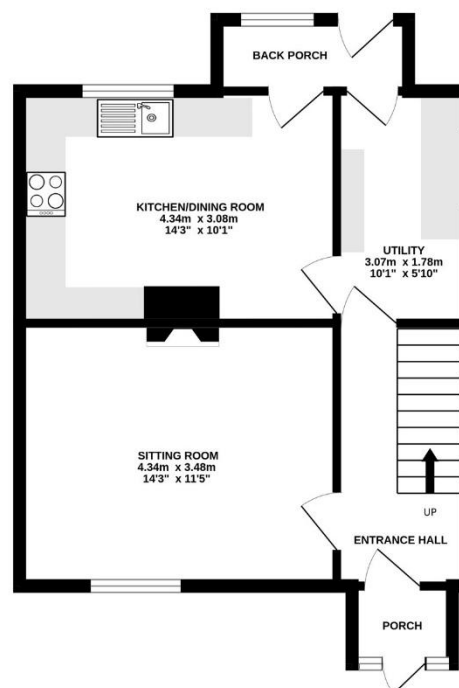 BACK PORCH
KITCHEN/DINING ROOM
4.34m x 3.08m
14'3" x 10'1"
UTILITY
3.07m x 1.78m
10'1" x 5'10"
SITTING ROOM
4.34m x 3.48m
14'3" x 11'5"
UP
ENTRANCE HALL
PORCH